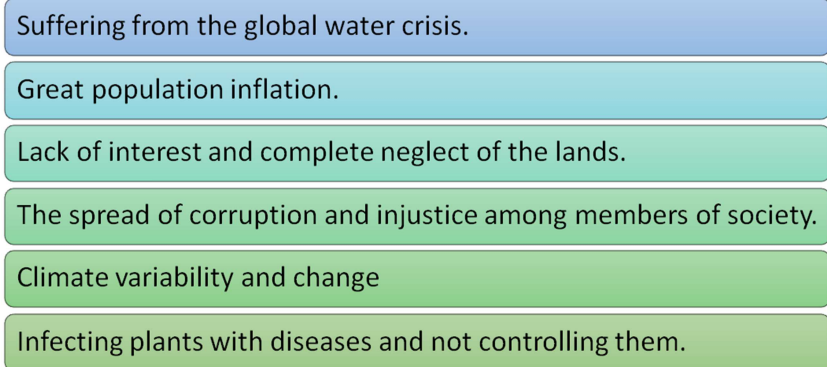 Suffering from the global water crisis.
Great population inflation.
Lack of interest and complete neglect of the lands.
The spread of corruption and injustice among members of society.
Climate variability and change
Infecting plants with diseases and not controlling them.